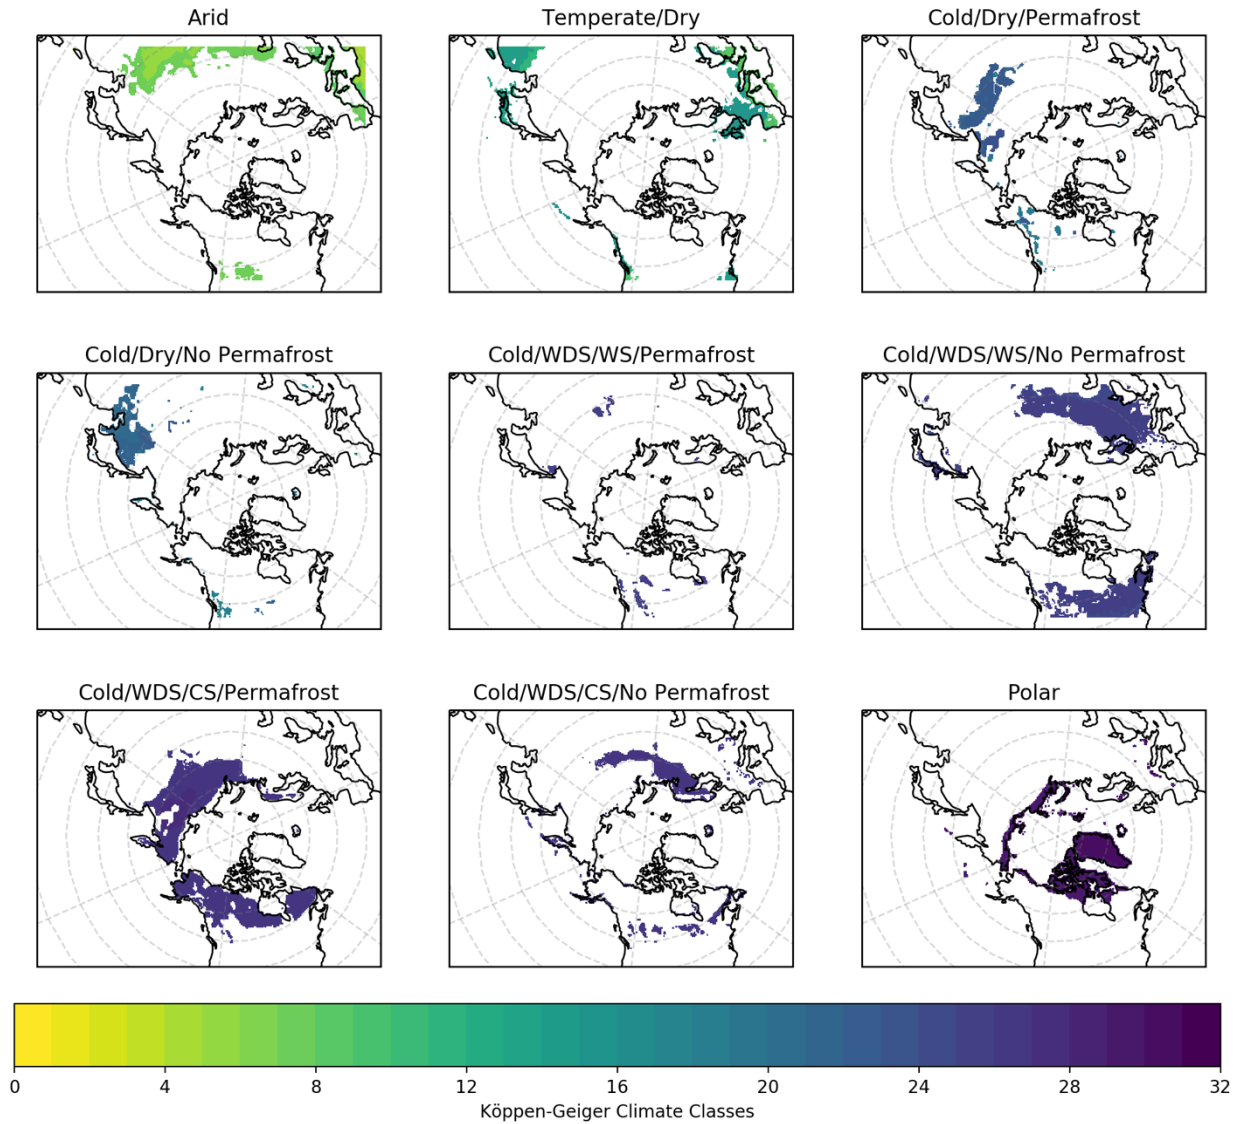 Arid
Temperate/Dry
Cold/Dry/Permafrost
Cold/Dry/No Permafrost
Cold/WDS/WS/Permafrost
Cold/WDS/WS/No Permafrost
Cold/WDS/CS/Permafrost
Cold/WDS/CS/No Permafrost
Polar
0 4 8 12 16 20 24 28 32
Köppen-Geiger Climate Classes